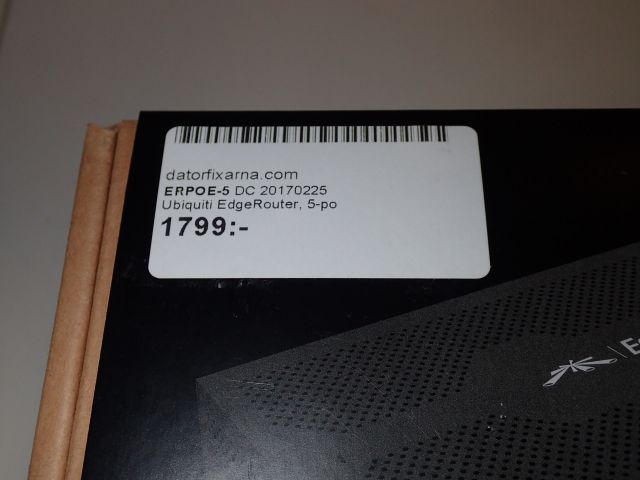 datorfixarna.com
ERPOE-5 DC 20170225
Ubiquiti EdgeRouter, 5-po
1799:-